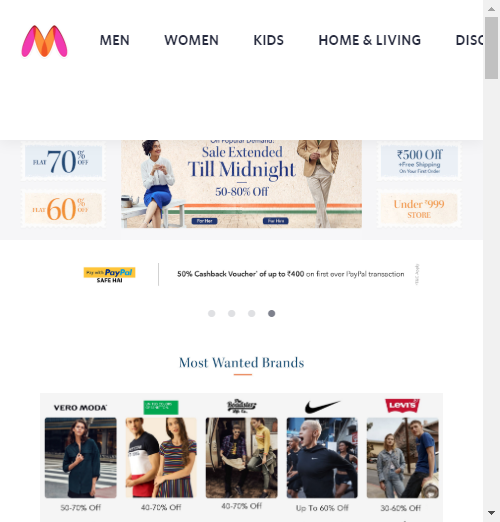 MEN WOMEN KIDS HOME & LIVING DISC
On Popular Demand!
Sale Extended
Till Midnight
50-80% Off
For Her For Him
FLAT 70% OFF
FLAT 60% OFF
₹500 Off
+Free Shipping
On Your First Order
Under ₹999
STORE
Pay with PayPal
SAFE HAI
50% Cashback Voucher* of up to ₹400 on first ever PayPal transaction
Most Wanted Brands
VERO MODA
The Roadster Life Co.
LEVI'S
50-70% Off 40-70% Off 40-70% Off Up To 60% Off 30-60% Off